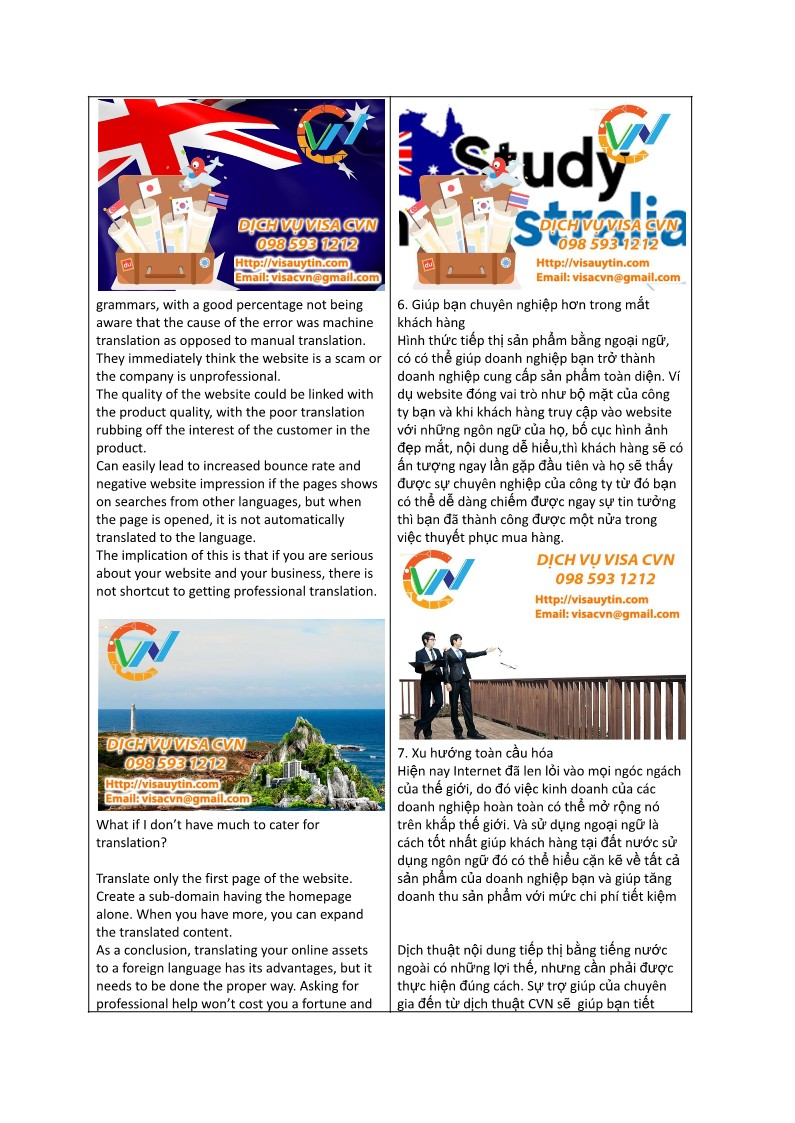 CVN
DỊCH VỤ VISA CVN
098 593 1212
Http://visauytin.com
Email: visacvn@gmail.com
grammars, with a good percentage not being
aware that the cause of the error was machine
translation as opposed to manual translation.
They immediately think the website is a scam or
the company is unprofessional.
The quality of the website could be linked with
the product quality, with the poor translation
rubbing off the interest of the customer in the
product.
Can easily lead to increased bounce rate and
negative website impression if the pages shows
on searches from other languages, but when
the page is opened, it is not automatically
translated to the language.
The implication of this is that if you are serious
about your website and your business, there is
not shortcut to getting professional translation.
CVN
DỊCH VỤ VISA CVN
098 593 1212
Http://visauytin.com
Email: visacvn@gmail.com
What if I don’t have much to cater for
translation?
Translate only the first page of the website.
Create a sub-domain having the homepage
alone. When you have more, you can expand
the translated content.
As a conclusion, translating your online assets
to a foreign language has its advantages, but it
needs to be done the proper way. Asking for
professional help won’t cost you a fortune and
CVN
Study
stralia
DỊCH VỤ VISA CVN
098 593 1212
Http://visauytin.com
Email: visacvn@gmail.com
6. Giúp bạn chuyên nghiệp hơn trong mắt
khách hàng
Hình thức tiếp thị sản phẩm bằng ngoại ngữ,
có có thể giúp doanh nghiệp bạn trở thành
doanh nghiệp cung cấp sản phẩm toàn diện. Ví
dụ website đóng vai trò như bộ mặt của công
ty bạn và khi khách hàng truy cập vào website
với những ngôn ngữ của họ, bố cục hình ảnh
đẹp mắt, nội dung dễ hiểu,thì khách hàng sẽ có
ấn tượng ngay lần gặp đầu tiên và họ sẽ thấy
được sự chuyên nghiệp của công ty từ đó bạn
có thể dễ dàng chiếm được ngay sự tin tưởng
thì bạn đã thành công được một nửa trong
việc thuyết phục mua hàng.
CVN
DỊCH VỤ VISA CVN
098 593 1212
Http://visauytin.com
Email: visacvn@gmail.com
7. Xu hướng toàn cầu hóa
Hiện nay Internet đã len lỏi vào mọi ngóc ngách
của thế giới, do đó việc kinh doanh của các
doanh nghiệp hoàn toàn có thể mở rộng nó
trên khắp thế giới. Và sử dụng ngoại ngữ là
cách tốt nhất giúp khách hàng tại đất nước sử
dụng ngôn ngữ đó có thể hiểu cặn kẽ về tất cả
sản phẩm của doanh nghiệp bạn và giúp tăng
doanh thu sản phẩm với mức chi phí tiết kiệm
Dịch thuật nội dung tiếp thị bằng tiếng nước
ngoài có những lợi thế, nhưng cần phải được
thực hiện đúng cách. Sự trợ giúp của chuyên
gia đến từ dịch thuật CVN sẽ  giúp bạn tiết